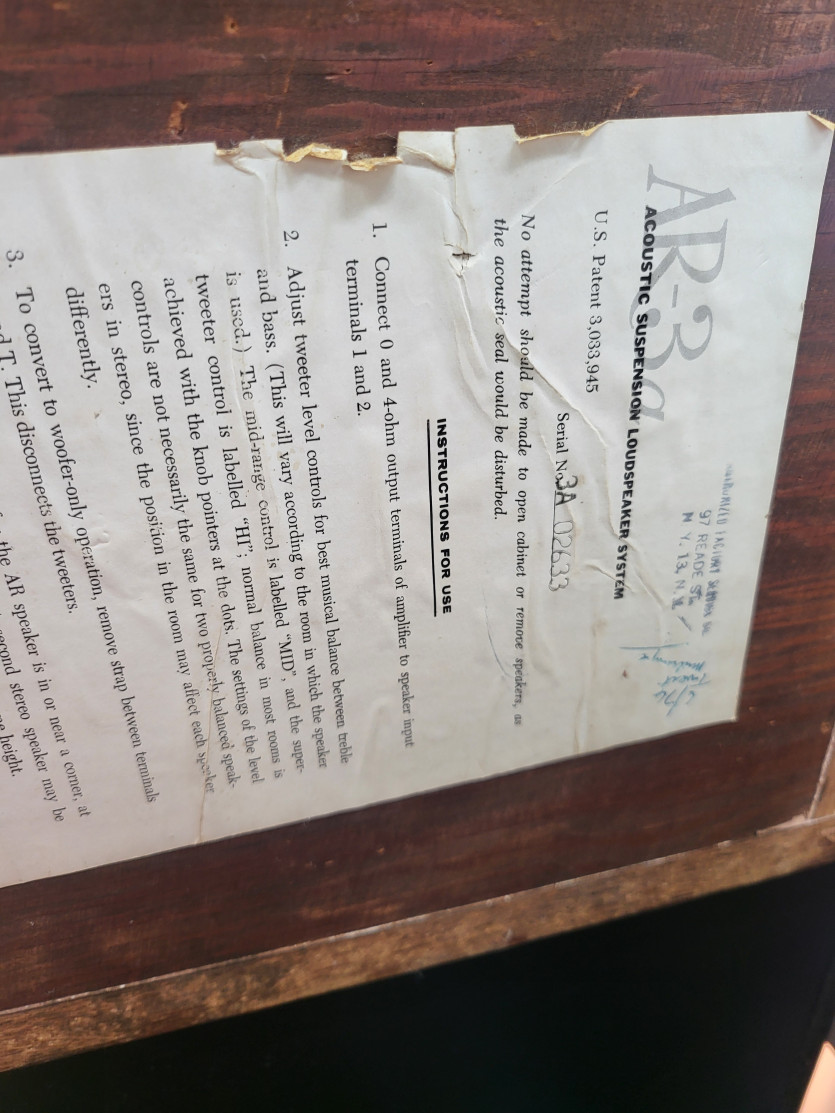 AR-3a
ACOUSTIC SUSPENSION LOUDSPEAKER SYSTEM
97 READE St.
N. Y. 13, N.
U.S. Patent 3,033,945
Serial No. 3A 02633
No attempt should be made to open cabinet or remove speakers, as
the acoustic seal would be disturbed.
INSTRUCTIONS FOR USE
1. Connect 0 and 4-ohm output terminals of amplifier to speaker input
terminals 1 and 2.
2. Adjust tweeter level controls for best musical balance between treble
and bass. (This will vary according to the room in which the speaker
is used.) The mid-range control is labelled "MID", and the super-
tweeter control is labelled "HI"; normal balance in most rooms is
achieved with the knob pointers at the dots. The settings of the level
controls are not necessarily the same for two properly balanced speak-
ers in stereo, since the position in the room may affect each speaker
differently.
3. To convert to woofer-only operation, remove strap between terminals
T. This disconnects the tweeters.
the AR speaker is in or near a corner, at
second stereo speaker may be
height.